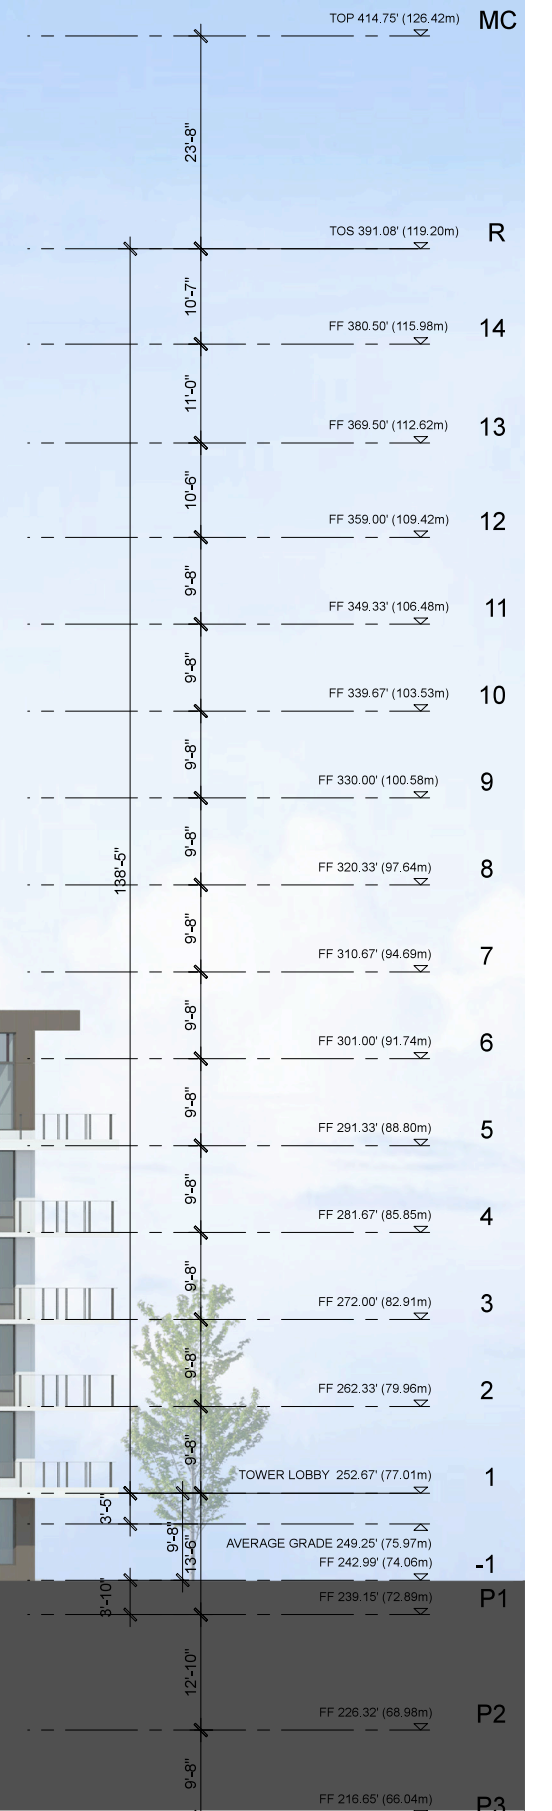 TOP 414.75' (126.42m) MC
23'-8"
TOS 391.08' (119.20m) R
10'-7"
FF 380.50' (115.98m) 14
11'-0"
FF 369.50' (112.62m) 13
10'-6"
FF 359.00' (109.42m) 12
9'-8"
FF 349.33' (106.48m) 11
9'-8"
FF 339.67' (103.53m) 10
9'-8"
FF 330.00' (100.58m) 9
9'-8"
138'-5"
FF 320.33' (97.64m) 8
9'-8"
FF 310.67' (94.69m) 7
9'-8"
FF 301.00' (91.74m) 6
9'-8"
FF 291.33' (88.80m) 5
9'-8"
FF 281.67' (85.85m) 4
9'-8"
FF 272.00' (82.91m) 3
9'-8"
FF 262.33' (79.96m) 2
9'-8"
TOWER LOBBY 252.67' (77.01m) 1
3'-5"
9'-8"
13'-6"
AVERAGE GRADE 249.25' (75.97m)
FF 242.99' (74.06m) -1
3'-10"
FF 239.15' (72.89m) P1
12'-10"
FF 226.32' (68.98m) P2
9'-8"
FF 216.65' (66.04m) P3